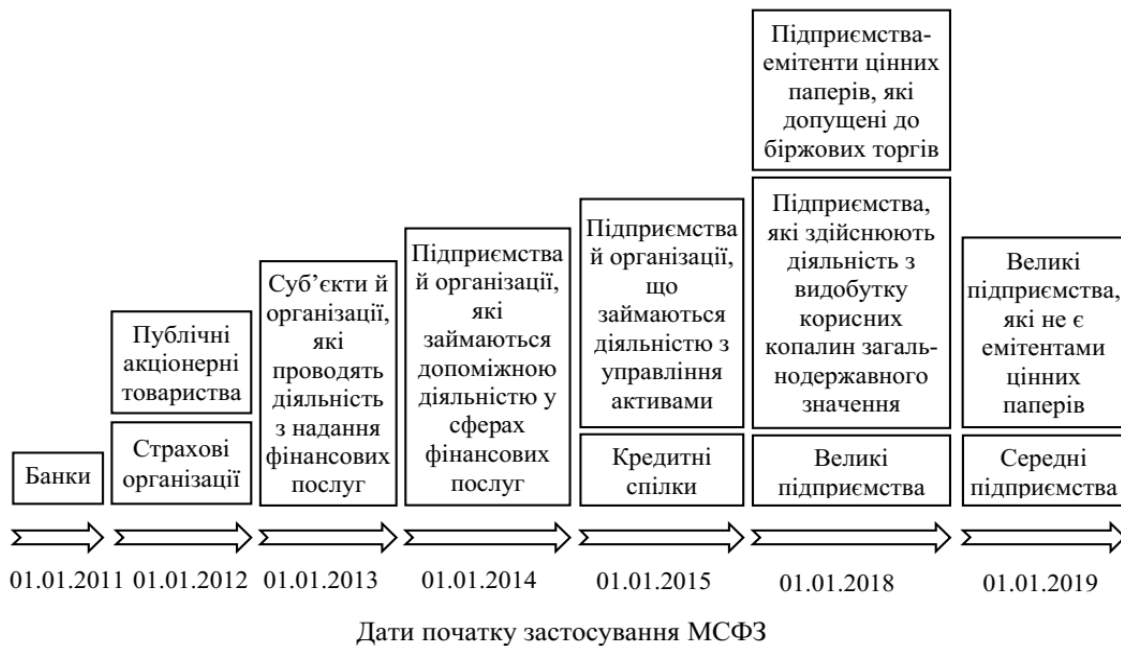 Банки
Публічні
акціонерні
товариства
Страхові
організації
Суб’єкти й
організації,
які
проводять
діяльність
з надання
фінансових
послуг
Підприємства
й організації,
які
займаються
допоміжною
діяльністю у
сферах
фінансових
послуг
Підприємства
й організації,
що
займаються
діяльністю з
управління
активами
Кредитні
спілки
Підприємства-
емітенти цінних
паперів, які
допущені до
біржових торгів
Підприємства,
які здійснюють
діяльність з
видобутку
корисних
копалин загаль-
нодержавного
значення
Великі
підприємства
Великі
підприємства,
які не є
емітентами
цінних
паперів
Середні
підприємства
01.01.2011 01.01.2012 01.01.2013 01.01.2014 01.01.2015 01.01.2018 01.01.2019
Дати початку застосування МСФЗ